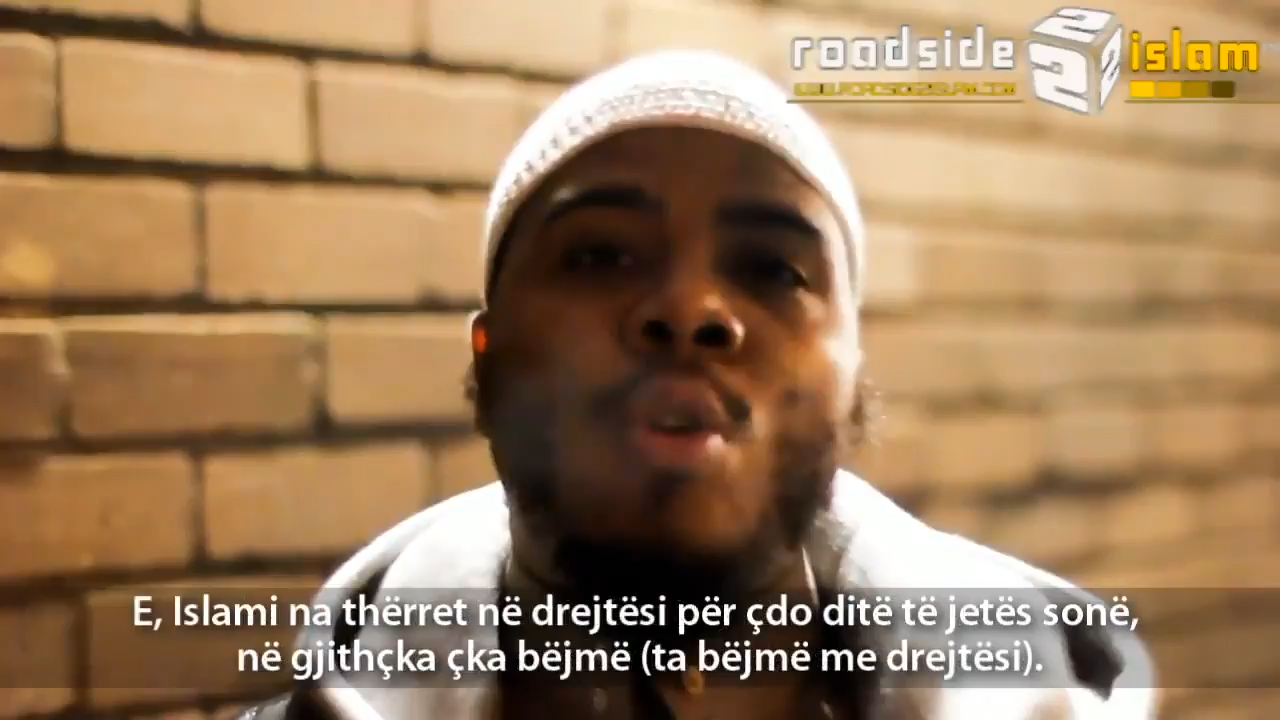 roadside 2 islam
E, Islami na thërret në drejtësi për çdo ditë të jetës sonë,
në gjithçka çka bëjmë (ta bëjmë me drejtësi).